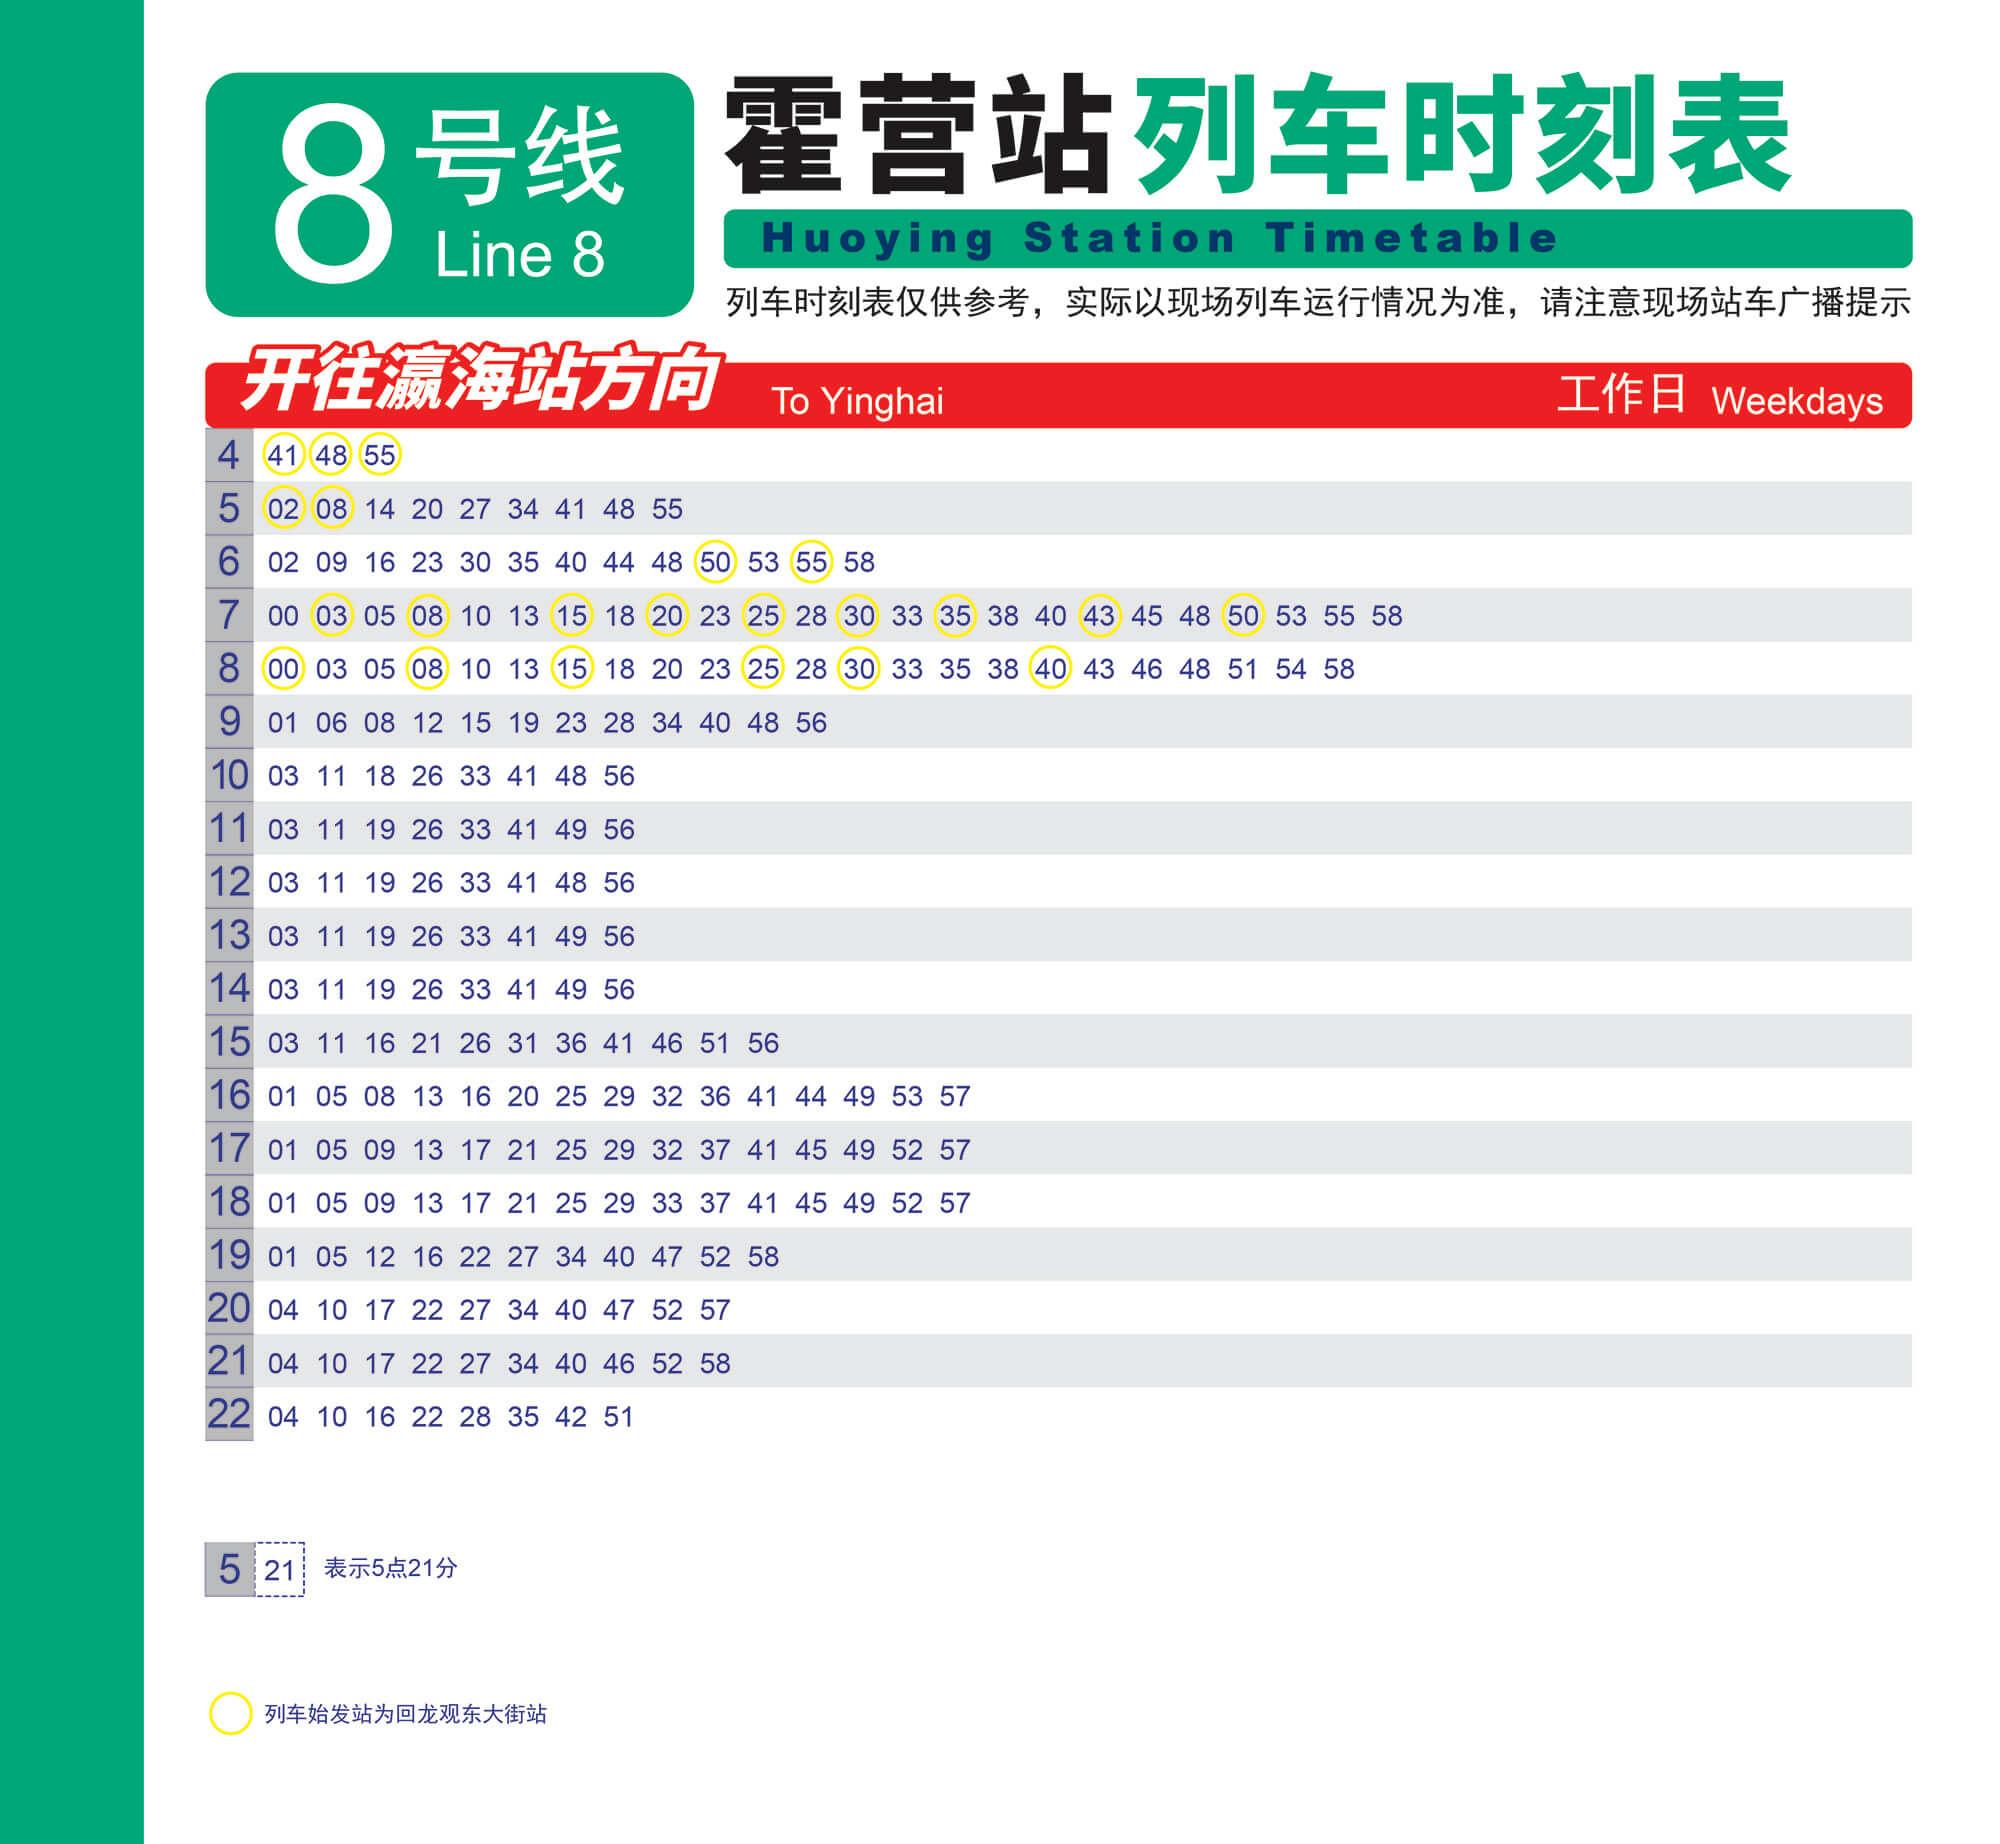 8号线
Line 8
霍营站列车时刻表
Huoying Station Timetable
列车时刻表仅供参考，实际以现场列车运行情况为准，请注意现场站车广播提示
开往瀛海站方向 To Yinghai 工作日 Weekdays
4 41 48 55
5 02 08 14 20 27 34 41 48 55
6 02 09 16 23 30 35 40 44 48 50 53 55 58
7 00 03 05 08 10 13 15 18 20 23 25 28 30 33 35 38 40 43 45 48 50 53 55 58
8 00 03 05 08 10 13 15 18 20 23 25 28 30 33 35 38 40 43 46 48 51 54 58
9 01 06 08 12 15 19 23 28 34 40 48 56
10 03 11 18 26 33 41 48 56
11 03 11 19 26 33 41 49 56
12 03 11 19 26 33 41 48 56
13 03 11 19 26 33 41 49 56
14 03 11 19 26 33 41 49 56
15 03 11 16 21 26 31 36 41 46 51 56
16 01 05 08 13 16 20 25 29 32 36 41 44 49 53 57
17 01 05 09 13 17 21 25 29 32 37 41 45 49 52 57
18 01 05 09 13 17 21 25 29 33 37 41 45 49 52 57
19 01 05 12 16 22 27 34 40 47 52 58
20 04 10 17 22 27 34 40 47 52 57
21 04 10 17 22 27 34 40 46 52 58
22 04 10 16 22 28 35 42 51
5 21 表示5点21分
列车始发站为回龙观东大街站